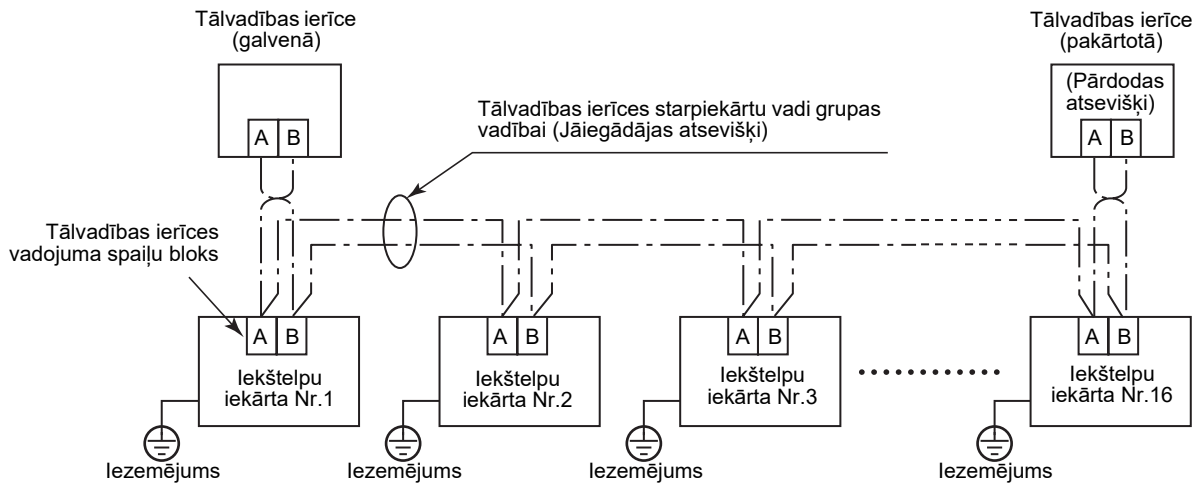 Tālvadības ierīce
(galvenā)
Tālvadības ierīce
(pakārtotā)
(Pārdodas
atsevišķi)
A B
A B
Tālvadības ierīces starpiekārtu vadi grupas
vadībai (Jāiegādājas atsevišķi)
Tālvadības ierīces
vadojuma spaiļu bloks
A B
A B
A B
A B
Iekštelpu
iekārta Nr.1
Iekštelpu
iekārta Nr.2
Iekštelpu
iekārta Nr.3
Iekštelpu
iekārta Nr.16
Iezemējums
Iezemējums
Iezemējums
Iezemējums